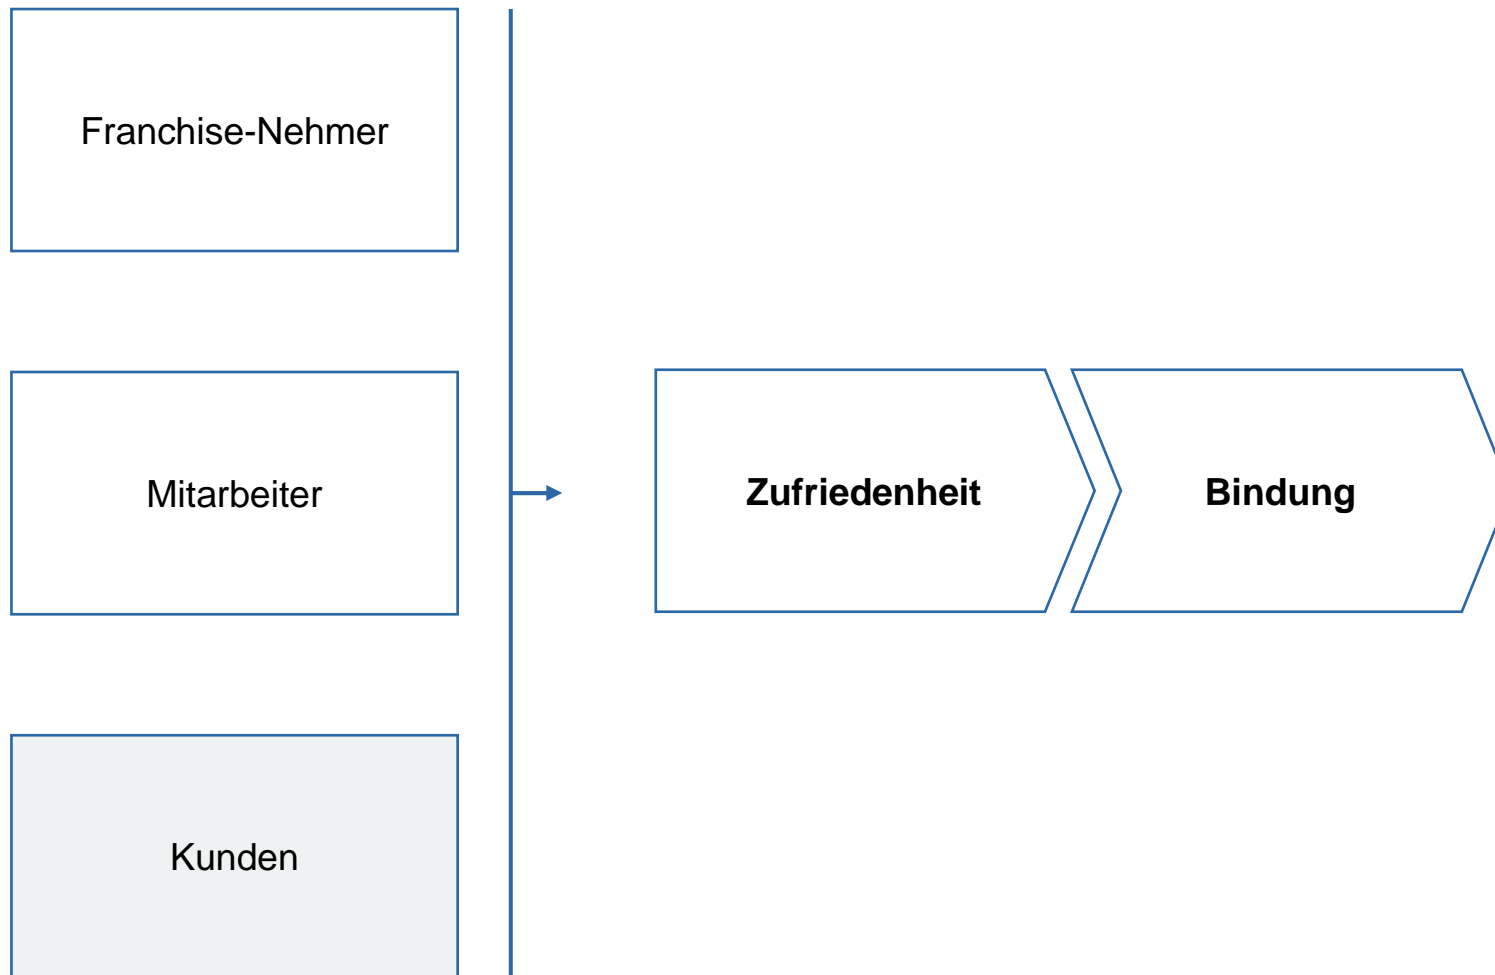 Franchise-Nehmer
Mitarbeiter
Zufriedenheit
Bindung
Kunden